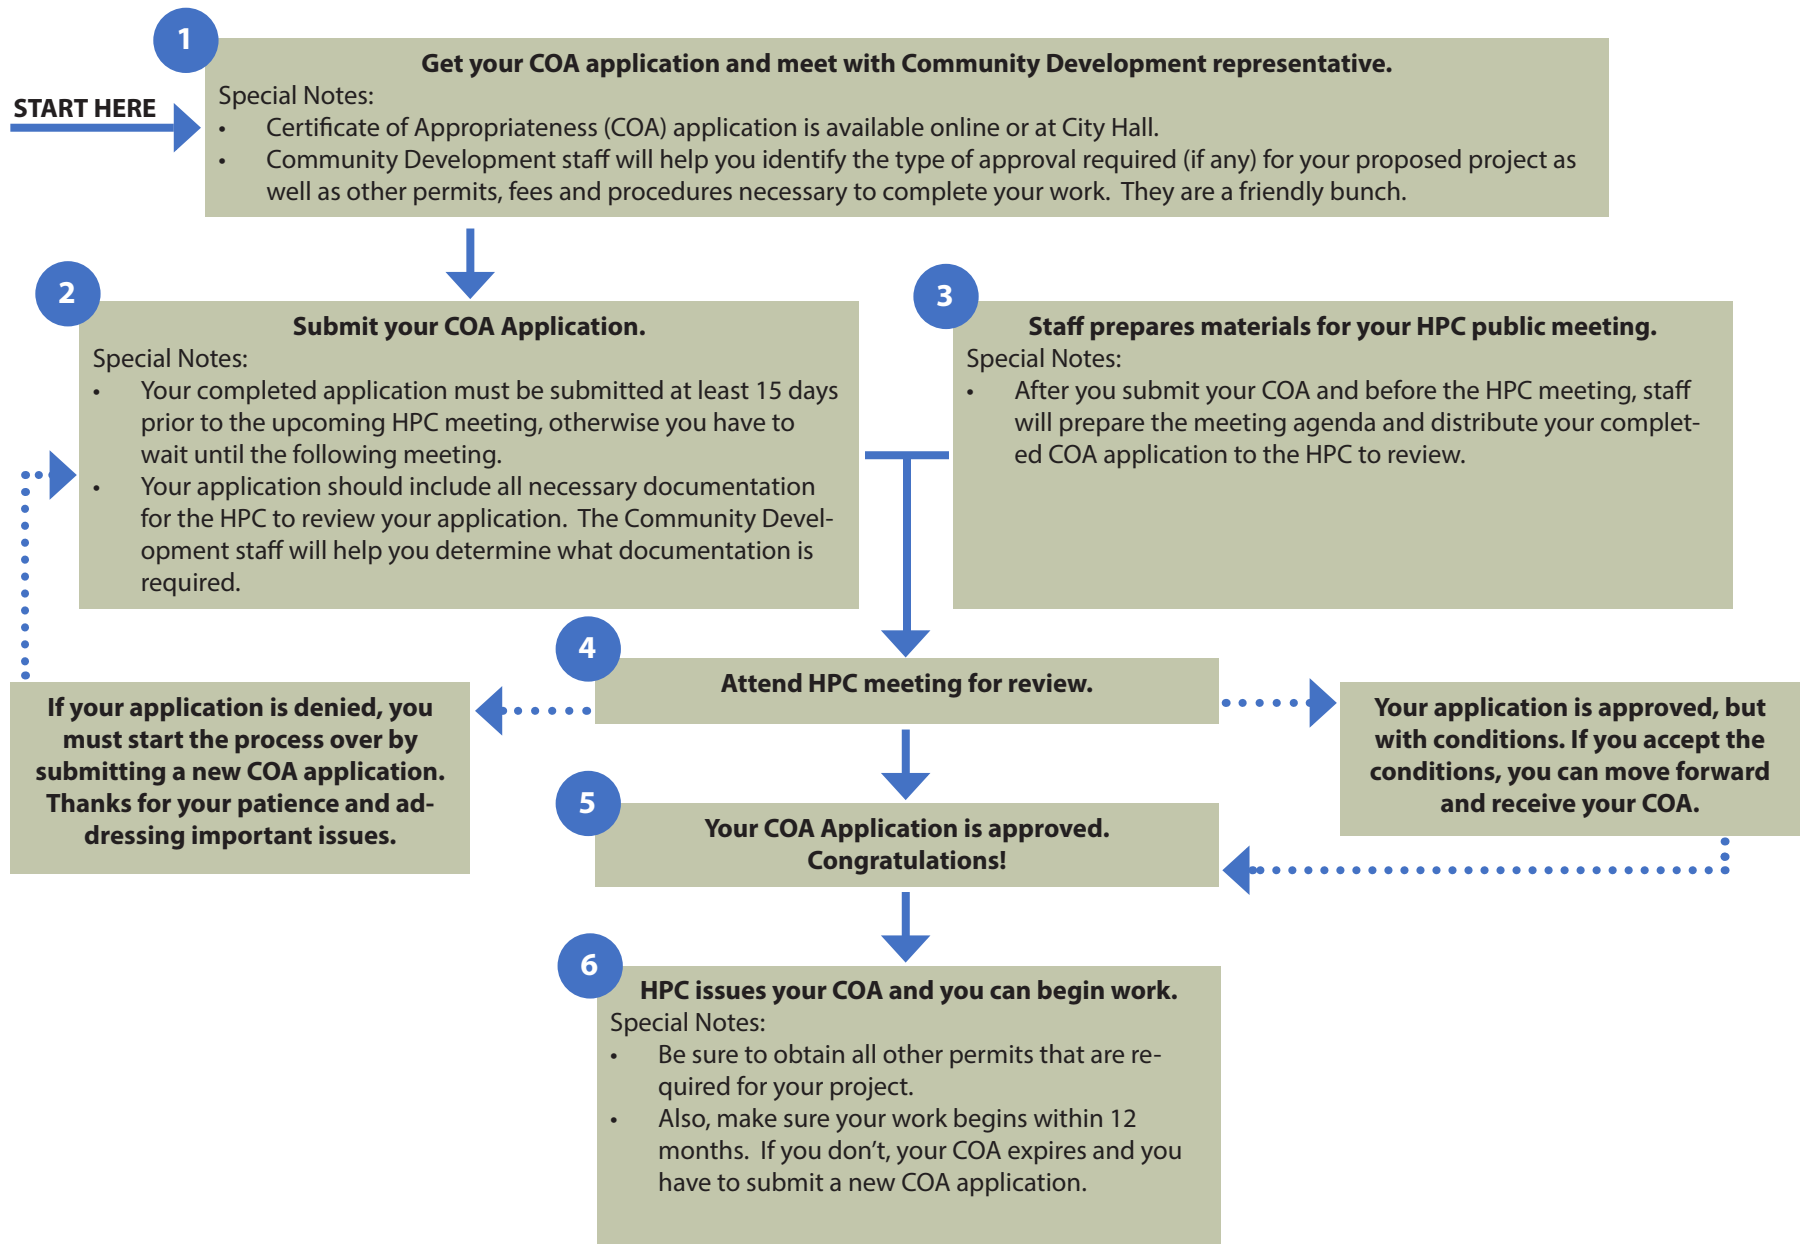 1
Get your COA application and meet with Community Development representative.
START HERE
Special Notes:
• Certificate of Appropriateness (COA) application is available online or at City Hall.
• Community Development staff will help you identify the type of approval required (if any) for your proposed project as
well as other permits, fees and procedures necessary to complete your work.  They are a friendly bunch.
2
Submit your COA Application.
Special Notes:
• Your completed application must be submitted at least 15 days
prior to the upcoming HPC meeting, otherwise you have to
wait until the following meeting.
• Your application should include all necessary documentation
for the HPC to review your application.  The Community Devel-
opment staff will help you determine what documentation is
required.
3
Staff prepares materials for your HPC public meeting.
Special Notes:
• After you submit your COA and before the HPC meeting, staff
will prepare the meeting agenda and distribute your complet-
ed COA application to the HPC to review.
4
Attend HPC meeting for review.
If your application is denied, you
must start the process over by
submitting a new COA application.
Thanks for your patience and ad-
dressing important issues.
Your application is approved, but
with conditions. If you accept the
conditions, you can move forward
and receive your COA.
5
Your COA Application is approved.
Congratulations!
6
HPC issues your COA and you can begin work.
Special Notes:
• Be sure to obtain all other permits that are re-
quired for your project.
• Also, make sure your work begins within 12
months.  If you don't, your COA expires and you
have to submit a new COA application.